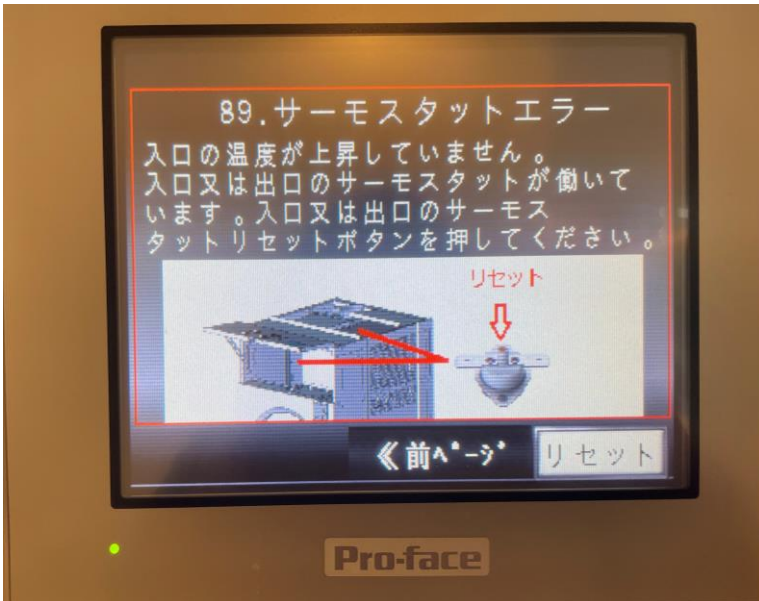 89.サーモスタットエラー
入口の温度が上昇していません。
入口又は出口のサーモスタットが働いて
います。入口又は出口のサーモス
タットリセットボタンを押してください。
リセット
≪前ページ
リセット
Pro-face